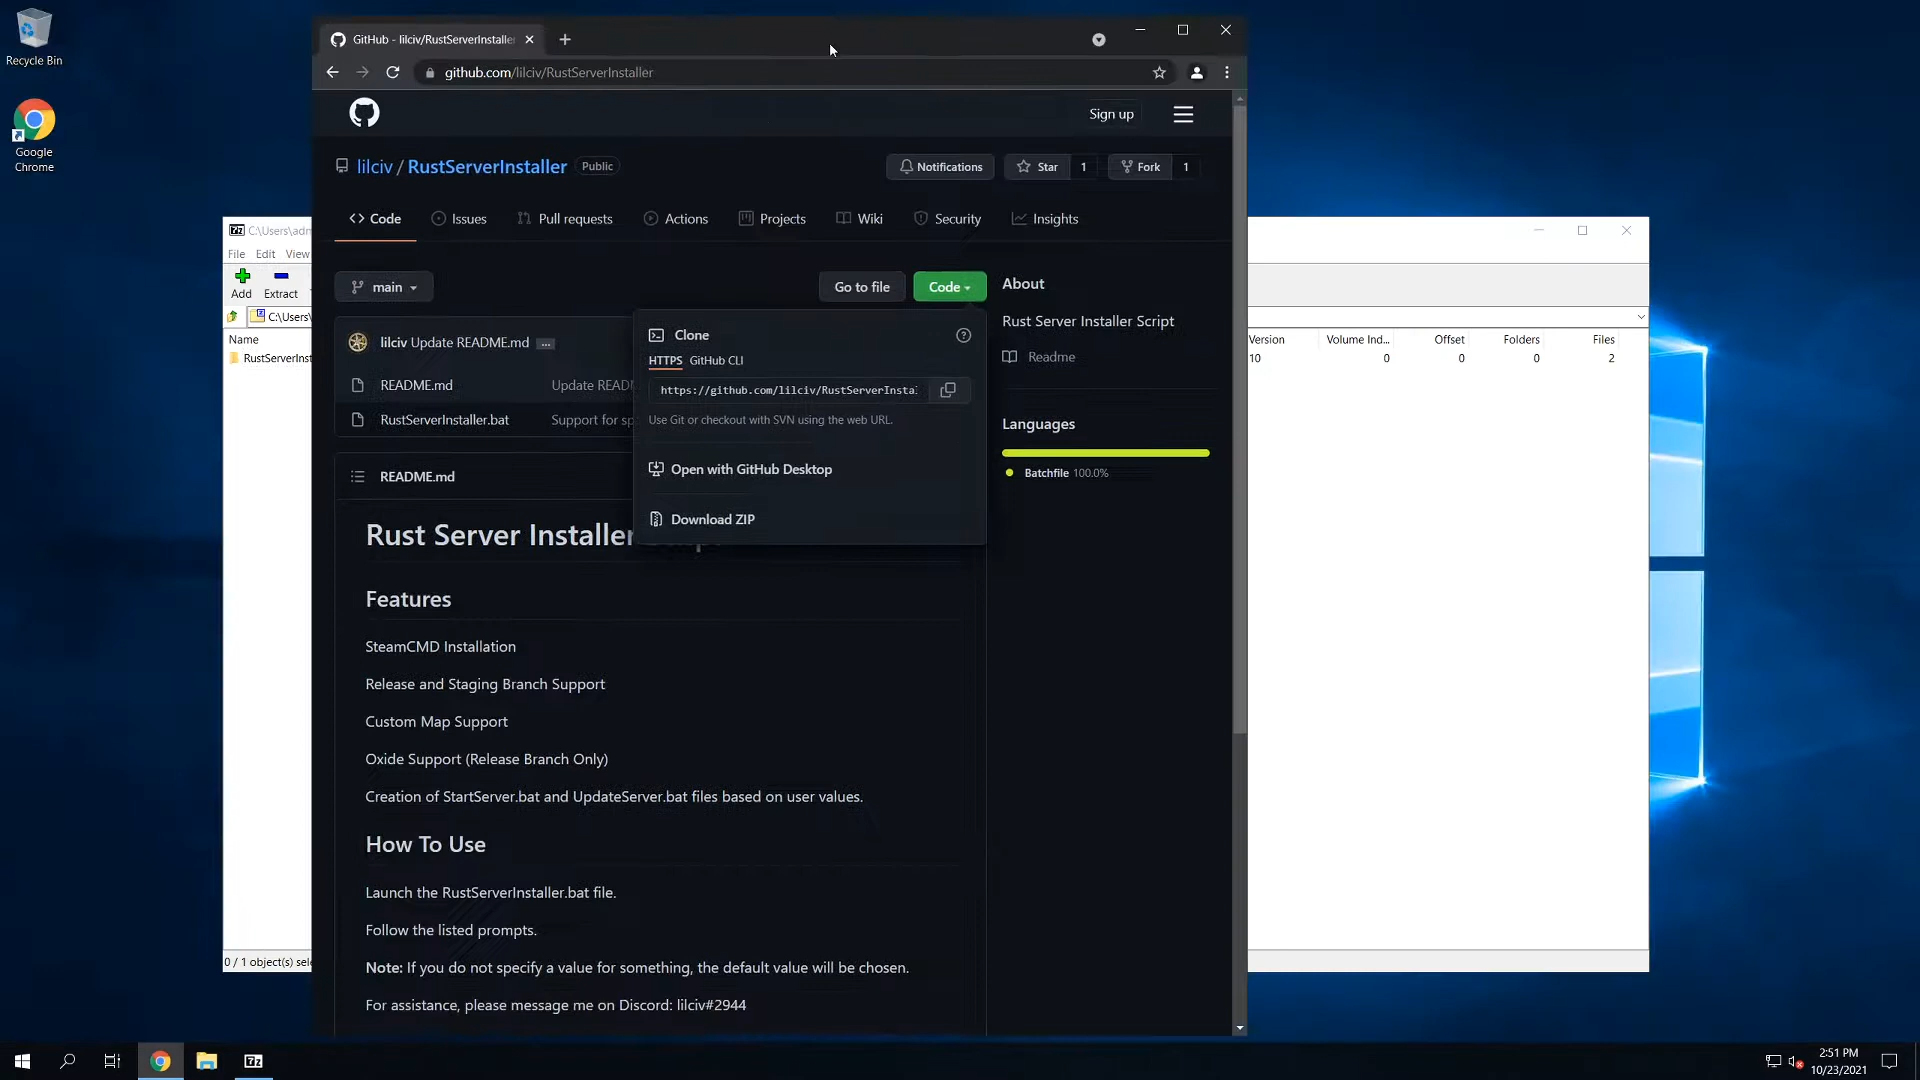 Recycle Bin
Google
Chrome
GitHub - lilciv/RustServerInstaller
github.com/lilciv/RustServerInstaller
Sign up
lilciv / RustServerInstaller
Public
Notifications
Star
1
Fork
1
Code
Issues
Pull requests
Actions
Projects
Wiki
Security
Insights
main
Go to file
Code
About
Rust Server Installer Script
Readme
Languages
Batchfile 100.0%
Clone
HTTPS
GitHub CLI
https://github.com/lilciv/RustServerInsta
Use Git or checkout with SVN using the web URL.
Open with GitHub Desktop
Download ZIP
lilciv Update README.md ...
README.md
Update READ
RustServerInstaller.bat
Support for sp
README.md
Rust Server Installer
Features
SteamCMD Installation
Release and Staging Branch Support
Custom Map Support
Oxide Support (Release Branch Only)
Creation of StartServer.bat and UpdateServer.bat files based on user values.
How To Use
Launch the RustServerInstaller.bat file.
Follow the listed prompts.
Note: If you do not specify a value for something, the default value will be chosen.
For assistance, please message me on Discord: lilciv#2944
7z C:\Users\adm
File
Edit
View
Add
Extract
C:\Users\
Name
RustServerInst
0 / 1 object(s) sele
Version
Volume Ind...
Offset
Folders
Files
10
0
0
0
2
7z
2:51 PM
10/23/2021